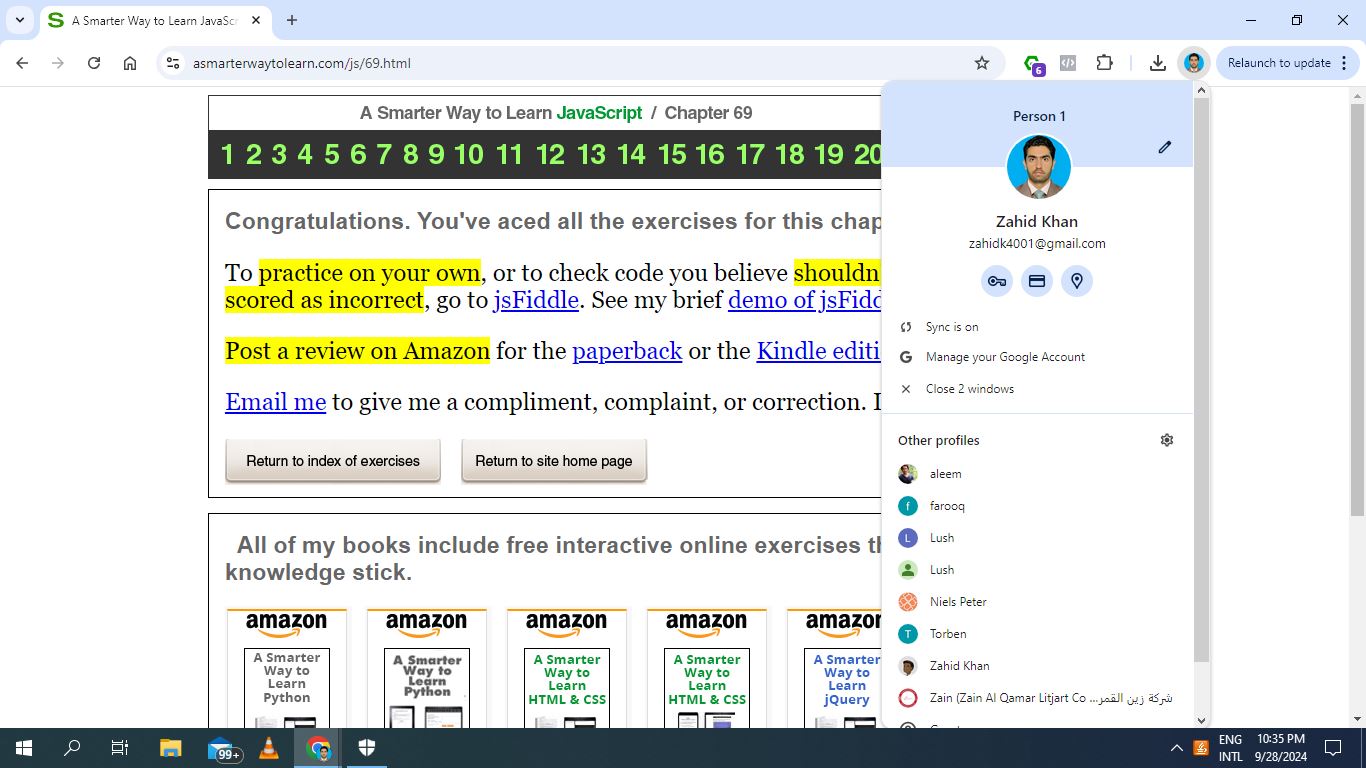 A Smarter Way to Learn JavaScr
asmarterwaytolearn.com/js/69.html
6
Relaunch to update
A Smarter Way to Learn JavaScript / Chapter 69
1 2 3 4 5 6 7 8 9 10 11 12 13 14 15 16 17 18 19 20
Congratulations. You've aced all the exercises for this chap
To practice on your own, or to check code you believe shouldn
scored as incorrect, go to jsFiddle. See my brief demo of jsFidd
Post a review on Amazon for the paperback or the Kindle editi
Email me to give me a compliment, complaint, or correction. I
Return to index of exercises
Return to site home page
All of my books include free interactive online exercises th
knowledge stick.
amazon
A Smarter
Way to
Learn
Python
amazon
A Smarter
Way to
Learn
Python
amazon
A Smarter
Way to
Learn
HTML & CSS
amazon
A Smarter
Way to
Learn
HTML & CSS
amazo
A Smarter
Way to
Learn
jQuery
Person 1
Zahid Khan
zahidk4001@gmail.com
Sync is on
Manage your Google Account
Close 2 windows
Other profiles
aleem
f
farooq
L
Lush
Lush
Niels Peter
T
Torben
Zahid Khan
Zain (Zain Al Qamar Litjart Co ...شركة زين القمر
99+
ENG
INTL
10:35 PM
9/28/2024